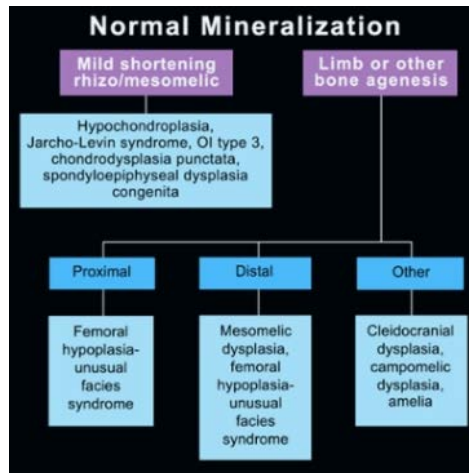 Normal Mineralization
Mild shortening
rhizo/mesomelic
Limb or other
bone agenesis
Hypochondroplasia,
Jarcho-Levin syndrome, OI type 3,
chondrodysplasia punctata,
spondyloepiphyseal dysplasia
congenita
Proximal
Distal
Other
Femoral
hypoplasia-
unusual
facies
syndrome
Mesomelic
dysplasia,
femoral
hypoplasia-
unusual
facies
syndrome
Cleidocranial
dysplasia,
campomelic
dysplasia,
amelia